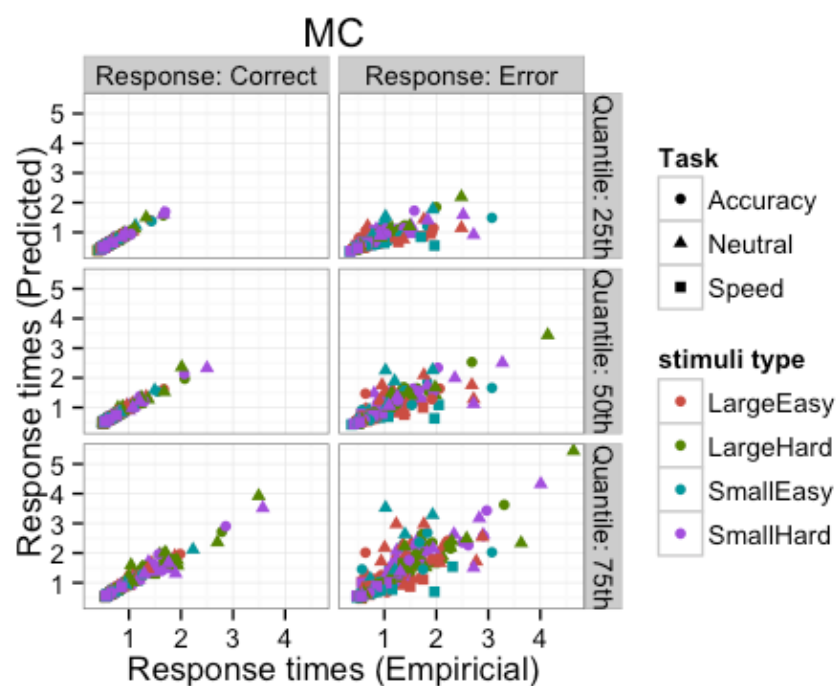 MC
Response: Correct
Response: Error
Response times (Predicted)
5
4
3
2
1
Quantile: 25th
5
4
3
2
1
Quantile: 50th
5
4
3
2
1
Quantile: 75th
1 2 3 4
1 2 3 4
Response times (Empiricial)
Task
Accuracy
Neutral
Speed
stimuli type
LargeEasy
LargeHard
SmallEasy
SmallHard